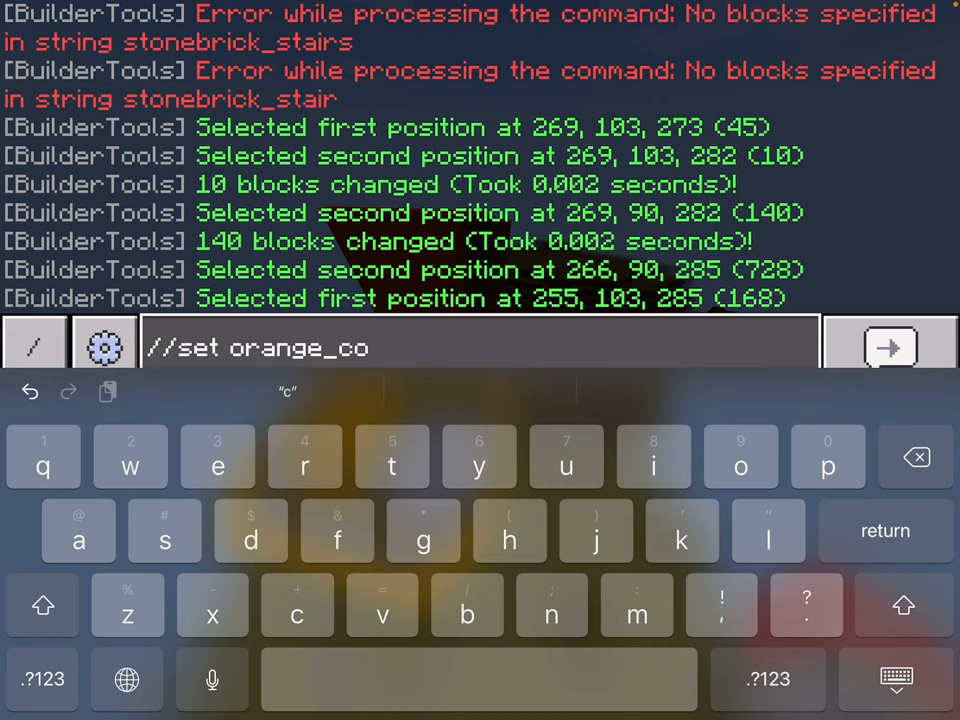 [BuilderTools] Error while processing the command: No blocks specified
in string stonebrick_stairs
[BuilderTools] Error while processing the command: No blocks specified
in string stonebrick_stair
[BuilderTools] Selected first position at 269, 103, 273 (45)
[BuilderTools] Selected second position at 269, 103, 282 (10)
[BuilderTools] 10 blocks changed (Took 0.002 seconds)!
[BuilderTools] Selected second position at 269, 90, 282 (140)
[BuilderTools] 140 blocks changed (Took 0.002 seconds)!
[BuilderTools] Selected second position at 266, 90, 285 (728)
[BuilderTools] Selected first position at 255, 103, 285 (168)
/ //set orange_co
"c"
1 2 3 4 5 6 7 8 9 0
q w e r t y u i o p
@ # $ & * ( ) ' "
a s d f g h j k l return
% - + = / ; : ! ?
z x c v b n m , .
.?123 .?123